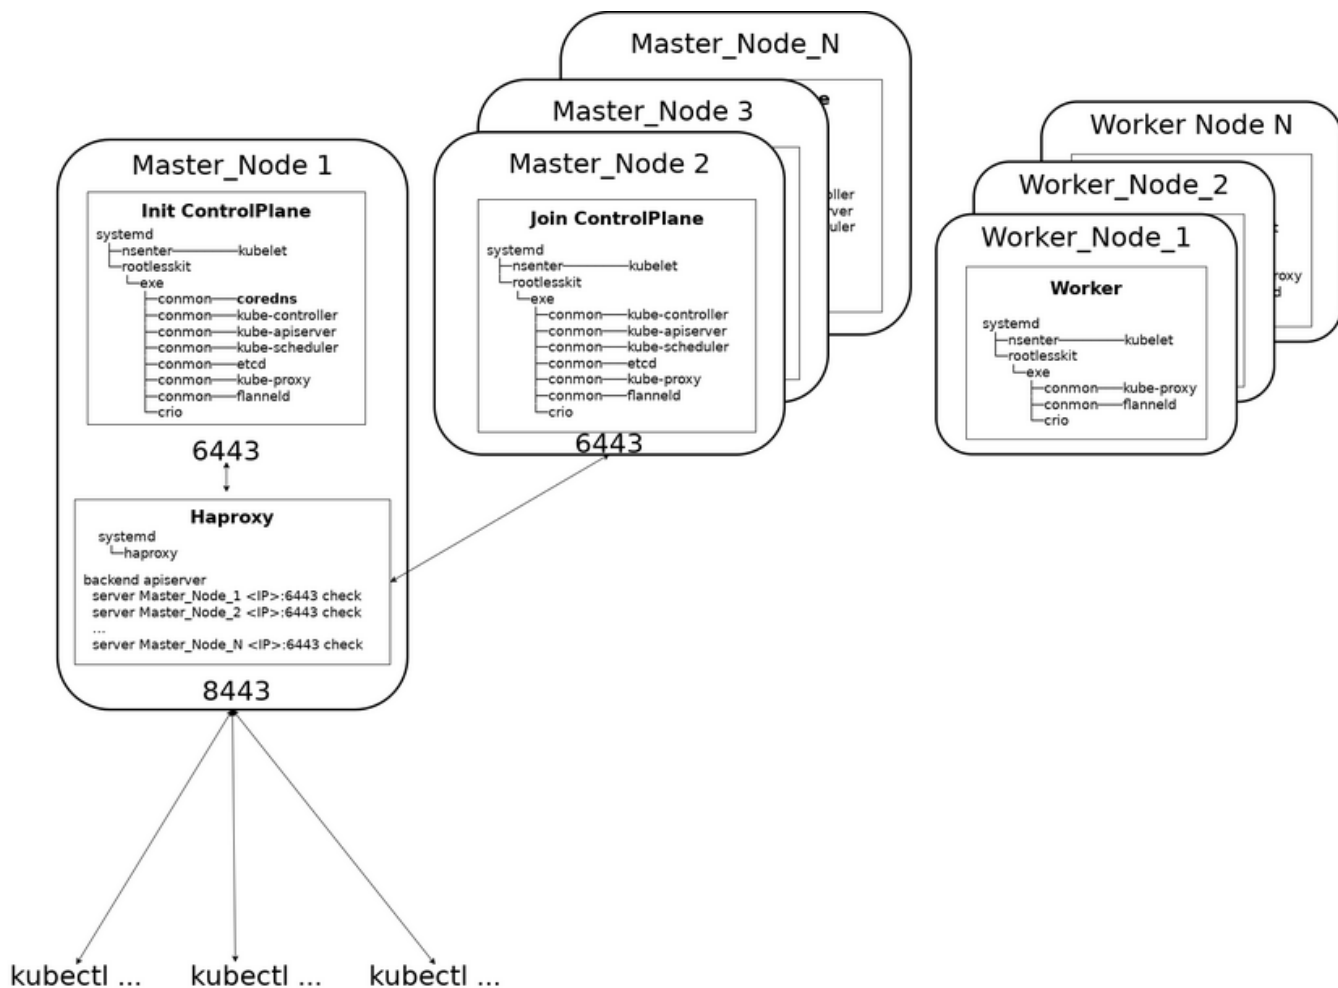 Master_Node_N
e
ller
ver
uler
Master_Node 3
Master_Node 2
Join ControlPlane
systemd
nsenter kubelet
rootlesskit
exe
conmon kube-controller
conmon kube-apiserver
conmon kube-scheduler
conmon etcd
conmon kube-proxy
conmon flanneld
crio
6443
Master_Node 1
Init ControlPlane
systemd
nsenter kubelet
rootlesskit
exe
conmon coredns
conmon kube-controller
conmon kube-apiserver
conmon kube-scheduler
conmon etcd
conmon kube-proxy
conmon flanneld
crio
6443
Haproxy
systemd
haproxy
backend apiserver
server Master_Node_1 <IP>:6443 check
server Master_Node_2 <IP>:6443 check
...
server Master_Node_N <IP>:6443 check
8443
kubectl ... kubectl ... kubectl ...
Worker Node N
t
roxy
d
Worker_Node_2
Worker_Node_1
Worker
systemd
nsenter kubelet
rootlesskit
exe
conmon kube-proxy
conmon flanneld
crio